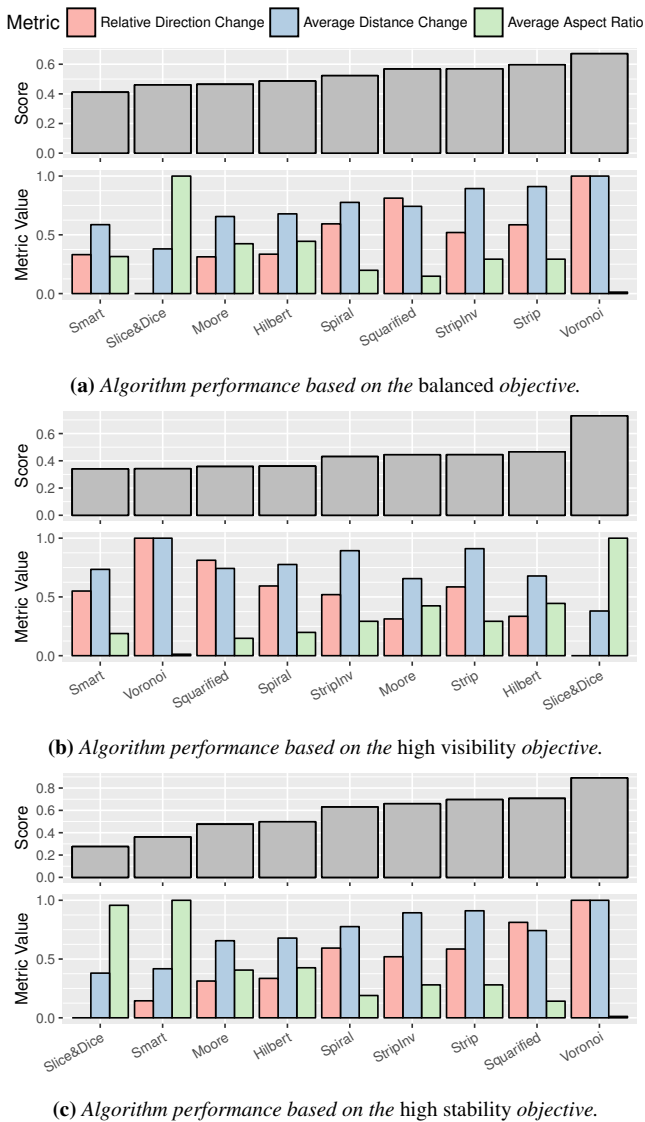 Metric Relative Direction Change Average Distance Change Average Aspect Ratio
Score
0.6
0.4
0.2
0.0
Metric Value
1.0
0.5
0.0
Smart Slice&Dice Moore Hilbert Spiral Squarified StripInv Strip Voronoi
(a) Algorithm performance based on the balanced objective.
Score
0.6
0.4
0.2
0.0
Metric Value
1.0
0.5
0.0
Smart Voronoi Squarified Spiral StripInv Moore Strip Hilbert Slice&Dice
(b) Algorithm performance based on the high visibility objective.
Score
0.8
0.6
0.4
0.2
0.0
Metric Value
1.0
0.5
0.0
Slice&Dice Smart Moore Hilbert Spiral StripInv Strip Squarified Voronoi
(c) Algorithm performance based on the high stability objective.